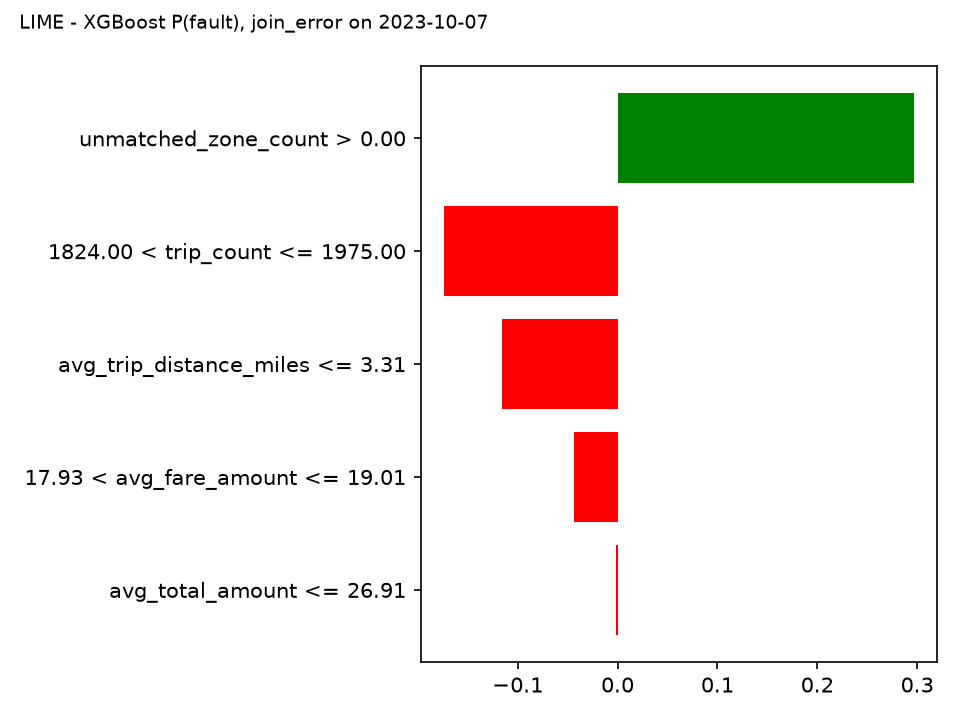 LIME - XGBoost P(fault), join_error on 2023-10-07
unmatched_zone_count > 0.00
1824.00 < trip_count <= 1975.00
avg_trip_distance_miles <= 3.31
17.93 < avg_fare_amount <= 19.01
avg_total_amount <= 26.91
−0.1 0.0 0.1 0.2 0.3